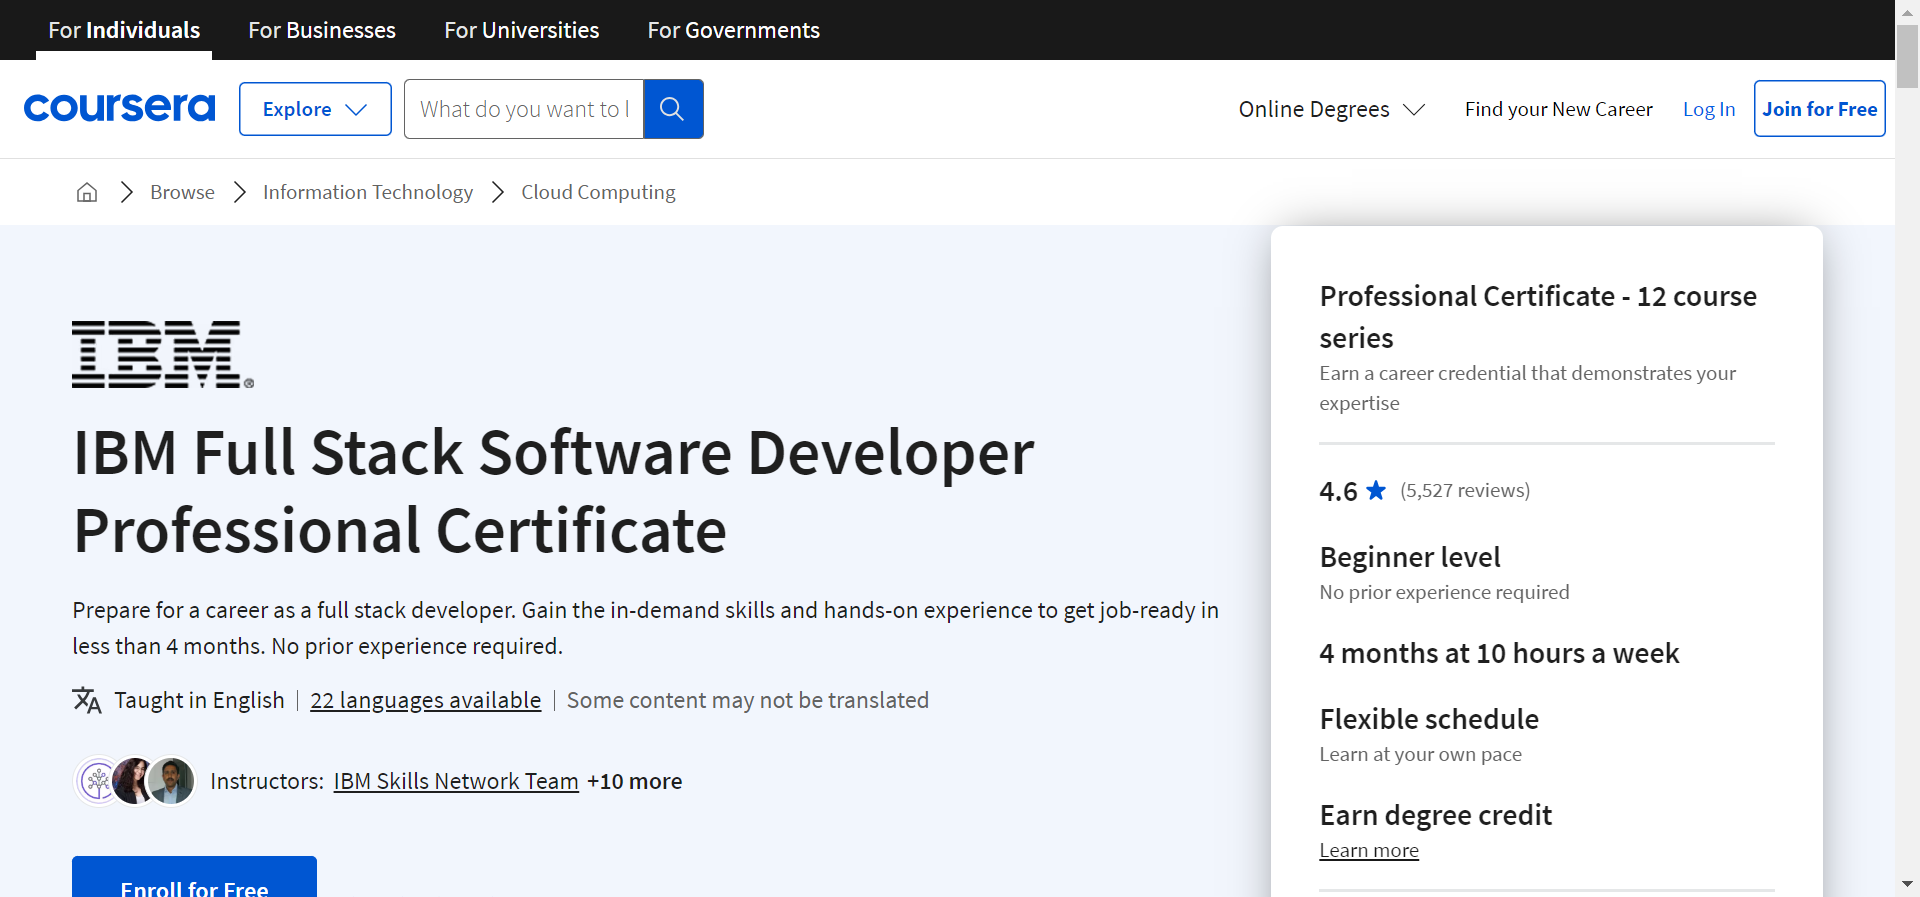 For Individuals For Businesses For Universities For Governments
coursera Explore What do you want to l Online Degrees Find your New Career Log In Join for Free
Browse Information Technology Cloud Computing
IBM®
IBM Full Stack Software Developer
Professional Certificate
Prepare for a career as a full stack developer. Gain the in-demand skills and hands-on experience to get job-ready in
less than 4 months. No prior experience required.
Taught in English 22 languages available Some content may not be translated
Instructors: IBM Skills Network Team +10 more
Enroll for Free
Professional Certificate - 12 course
series
Earn a career credential that demonstrates your
expertise
4.6 (5,527 reviews)
Beginner level
No prior experience required
4 months at 10 hours a week
Flexible schedule
Learn at your own pace
Earn degree credit
Learn more